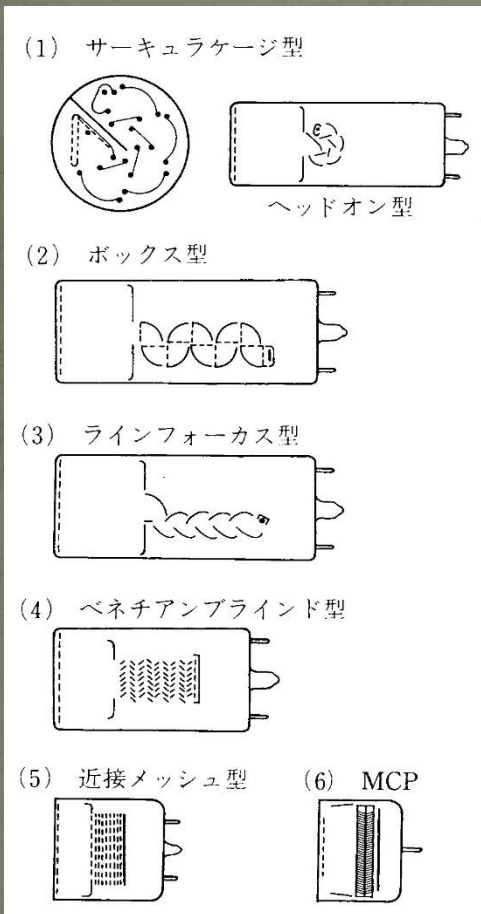 (1) サーキュラケージ型
ヘッドオン型
(2) ボックス型
(3) ラインフォーカス型
(4) ベネチアンブラインド型
(5) 近接メッシュ型
(6) MCP